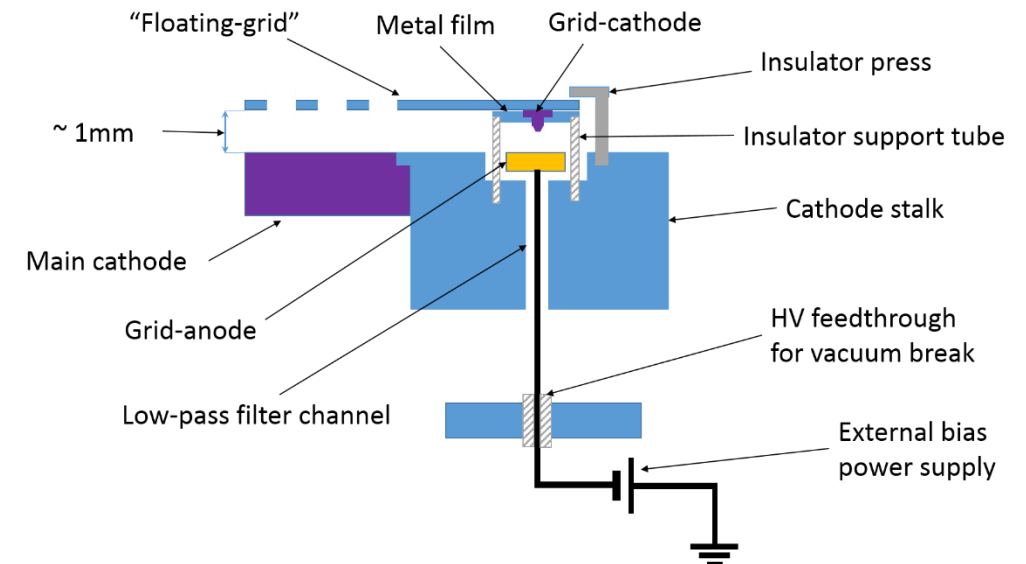 “Floating-grid”
Metal film
Grid-cathode
Insulator press
~ 1mm
Insulator support tube
Cathode stalk
Main cathode
Grid-anode
HV feedthrough
for vacuum break
Low-pass filter channel
External bias
power supply